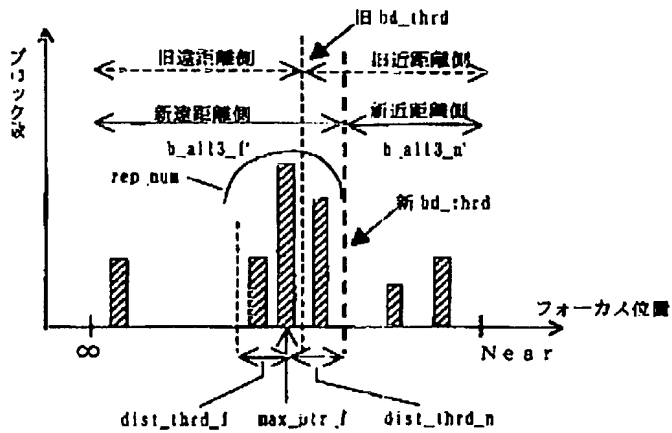 旧bd_thrd
旧遠距離側
旧近距離側
新遠距離側
新近距離側
ブロック数
b_all3_f'
b_all3_n'
rep_num
新bd_thrd
フォーカス位置
∞
Near
dist_thrd_f
max_ptr_f
dist_thrd_n